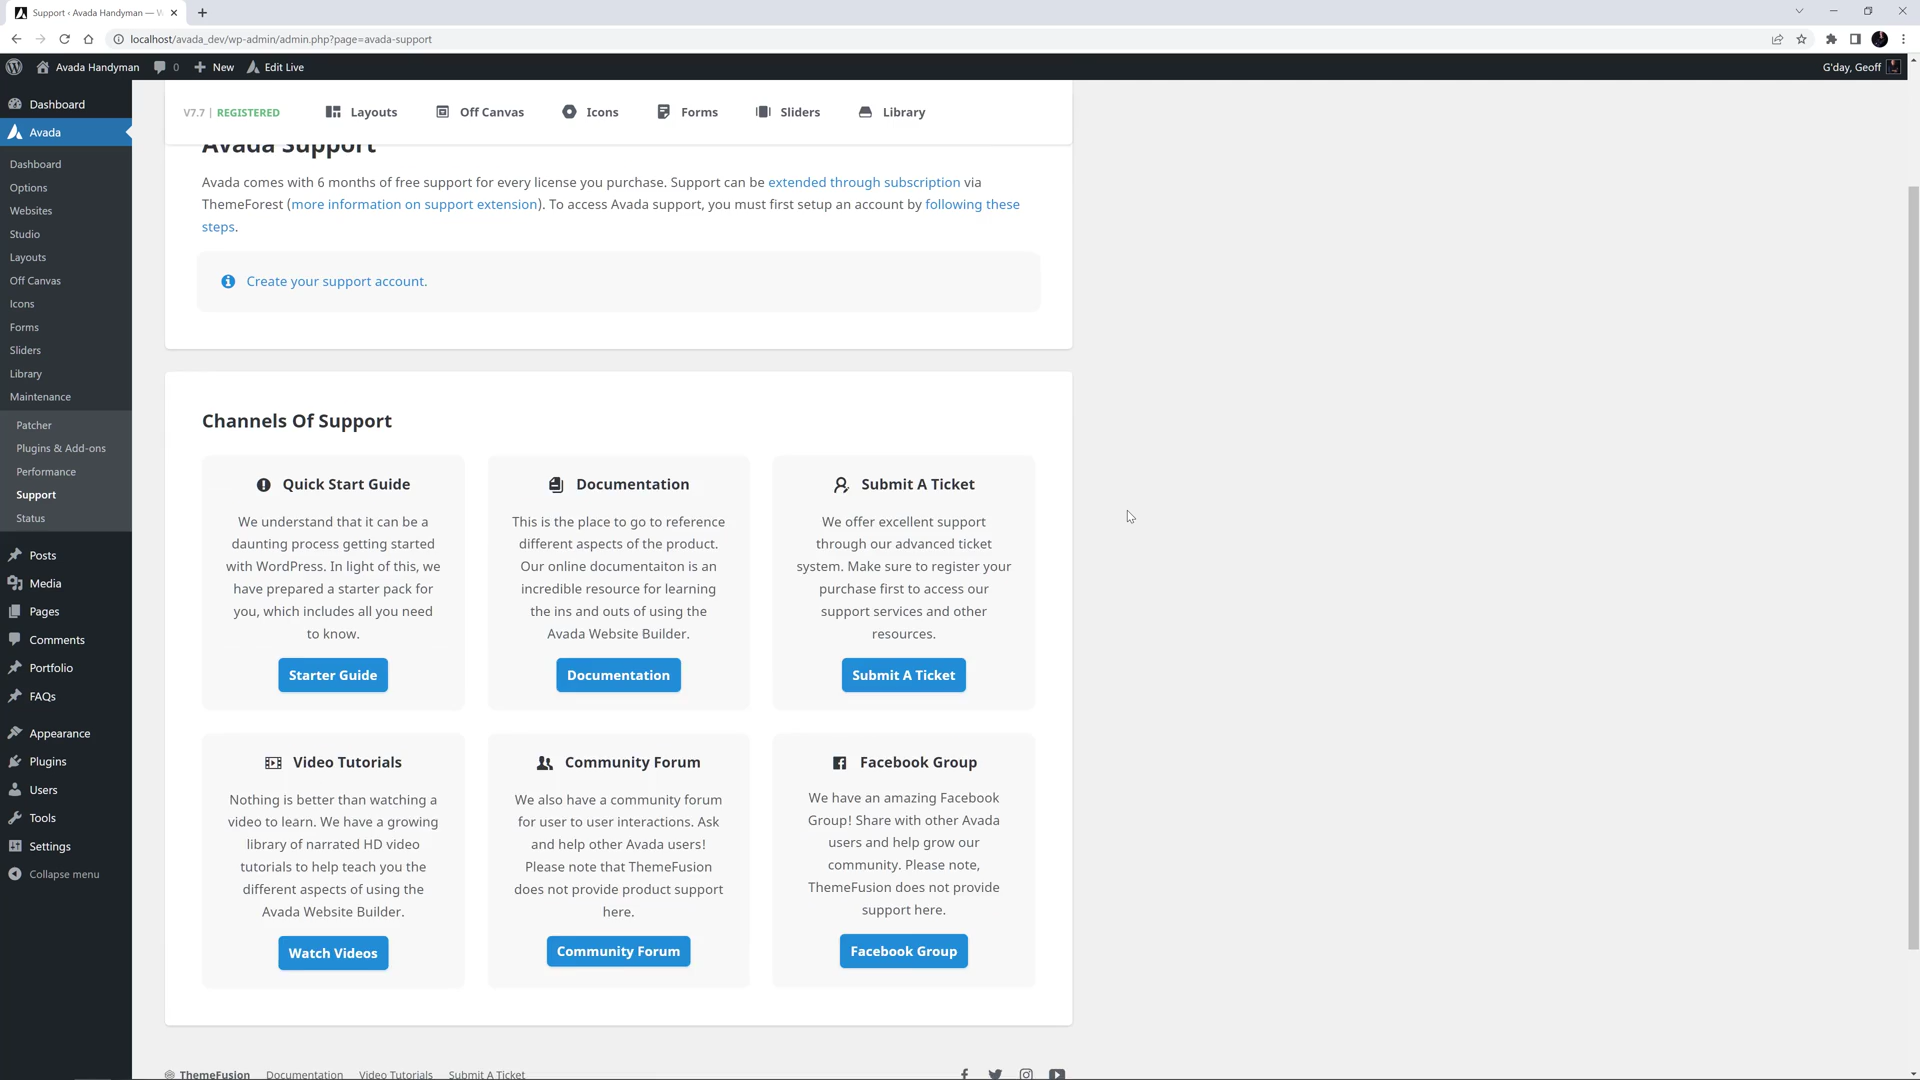 Support ‹ Avada Handyman — W
localhost/avada_dev/wp-admin/admin.php?page=avada-support
Avada Handyman
0
New
Edit Live
G'day, Geoff
Dashboard
Avada
Dashboard
Options
Websites
Studio
Layouts
Off Canvas
Icons
Forms
Sliders
Library
Maintenance
Patcher
Plugins & Add-ons
Performance
Support
Status
Posts
Media
Pages
Comments
Portfolio
FAQs
Appearance
Plugins
Users
Tools
Settings
Collapse menu
V7.7 | REGISTERED
Layouts
Off Canvas
Icons
Forms
Sliders
Library
Avada Support
Avada comes with 6 months of free support for every license you purchase. Support can be extended through subscription via
ThemeForest (more information on support extension). To access Avada support, you must first setup an account by following these
steps.
Create your support account.
Channels Of Support
Quick Start Guide
We understand that it can be a
daunting process getting started
with WordPress. In light of this, we
have prepared a starter pack for
you, which includes all you need
to know.
Starter Guide
Documentation
This is the place to go to reference
different aspects of the product.
Our online documentaiton is an
incredible resource for learning
the ins and outs of using the
Avada Website Builder.
Documentation
Submit A Ticket
We offer excellent support
through our advanced ticket
system. Make sure to register your
purchase first to access our
support services and other
resources.
Submit A Ticket
Video Tutorials
Nothing is better than watching a
video to learn. We have a growing
library of narrated HD video
tutorials to help teach you the
different aspects of using the
Avada Website Builder.
Watch Videos
Community Forum
We also have a community forum
for user to user interactions. Ask
and help other Avada users!
Please note that ThemeFusion
does not provide product support
here.
Community Forum
Facebook Group
We have an amazing Facebook
Group! Share with other Avada
users and help grow our
community. Please note,
ThemeFusion does not provide
support here.
Facebook Group
ThemeFusion
Documentation
Video Tutorials
Submit A Ticket